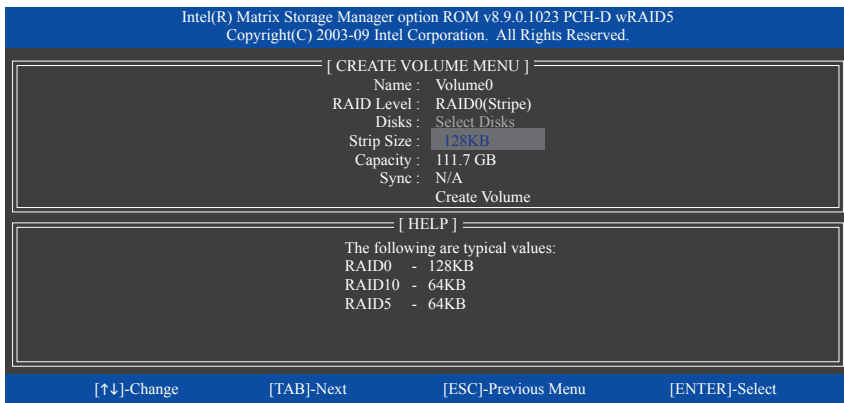 Intel(R) Matrix Storage Manager option ROM v8.9.0.1023 PCH-D wRAID5
Copyright(C) 2003-09 Intel Corporation. All Rights Reserved.
[ CREATE VOLUME MENU ]
Name : Volume0
RAID Level : RAID0(Stripe)
Disks : Select Disks
Strip Size : 128KB
Capacity : 111.7 GB
Sync : N/A
Create Volume
[ HELP ]
The following are typical values:
RAID0 - 128KB
RAID10 - 64KB
RAID5 - 64KB
[↑↓]-Change [TAB]-Next [ESC]-Previous Menu [ENTER]-Select